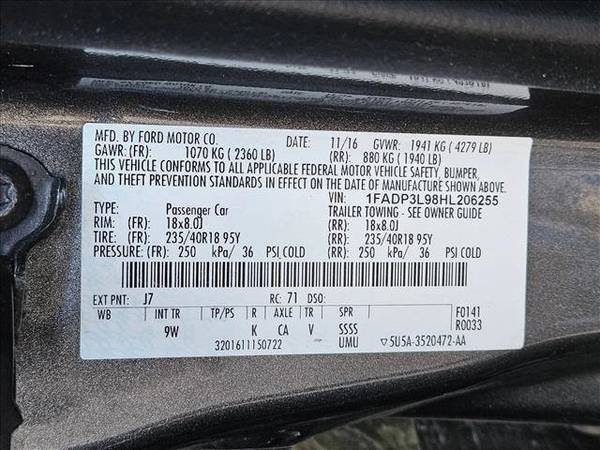 MFD. BY FORD MOTOR CO. 11/16 GVWR: 1941 KG ( 4279 LB)
GAWR: (FR): 1070 KG ( 2360 LB) (RR): 880 KG ( 1940 LB)
THIS VEHICLE CONFORMS TO ALL APPLICABLE FEDERAL MOTOR VEHICLE SAFETY, BUMPER,
AND THEFT PREVENTION STANDARDS IN EFFECT ON THE DATE OF MANUFACTURE SHOWN ABOVE.
VIN: 1FADP3L98HL206255
TYPE: Passenger Car TRAILER TOWING - SEE OWNER GUIDE
RIM: (FR): 18x8.0J (RR): 18x8.0J
TIRE: (FR): 235/40R18 95Y (RR): 235/40R18 95Y
PRESSURE: (FR): 250 kPa/ 36 PSI COLD (RR): 250 kPa/ 36 PSI COLD
EXT PNT: J7 RC: 71 DSO:
WB INT TR TP/PS R AXLE TR SPR F0141
9W K CA V SSSS R0033
3201611150722 UMU ▽5U5A-3520472-AA